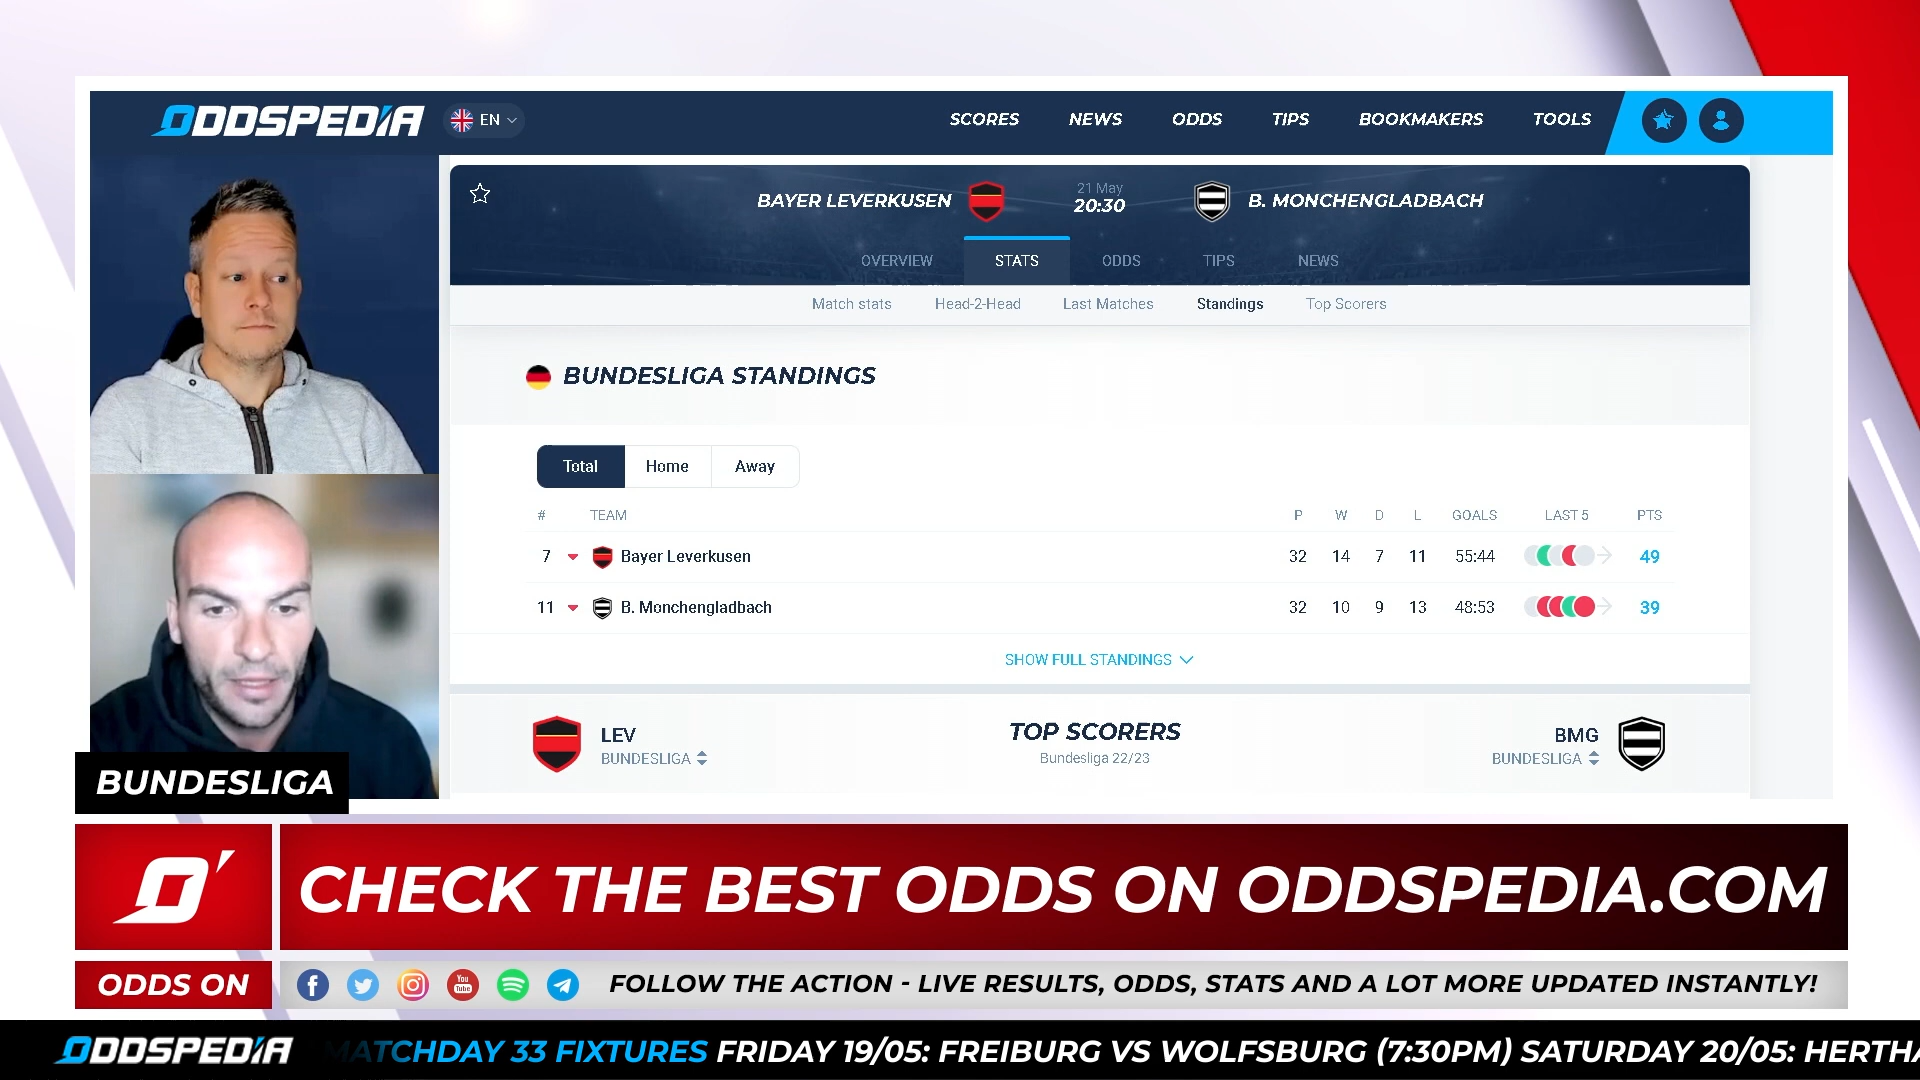 ODDSPEDIA EN SCORES NEWS ODDS TIPS BOOKMAKERS TOOLS
BAYER LEVERKUSEN 21 May 20:30 B. MONCHENGLADBACH
OVERVIEW STATS ODDS TIPS NEWS
Match stats Head-2-Head Last Matches Standings Top Scorers
BUNDESLIGA STANDINGS
Total Home Away
# TEAM P W D L GOALS LAST 5 PTS
7 Bayer Leverkusen 32 14 7 11 55:44 49
11 B. Monchengladbach 32 10 9 13 48:53 39
SHOW FULL STANDINGS
LEV TOP SCORERS BMG
BUNDESLIGA Bundesliga 22/23 BUNDESLIGA
BUNDESLIGA
O' CHECK THE BEST ODDS ON ODDSPEDIA.COM
ODDS ON You Tube FOLLOW THE ACTION - LIVE RESULTS, ODDS, STATS AND A LOT MORE UPDATED INSTANTLY!
ODDSPEDIA MATCHDAY 33 FIXTURES FRIDAY 19/05: FREIBURG VS WOLFSBURG (7:30PM) SATURDAY 20/05: HERTHA